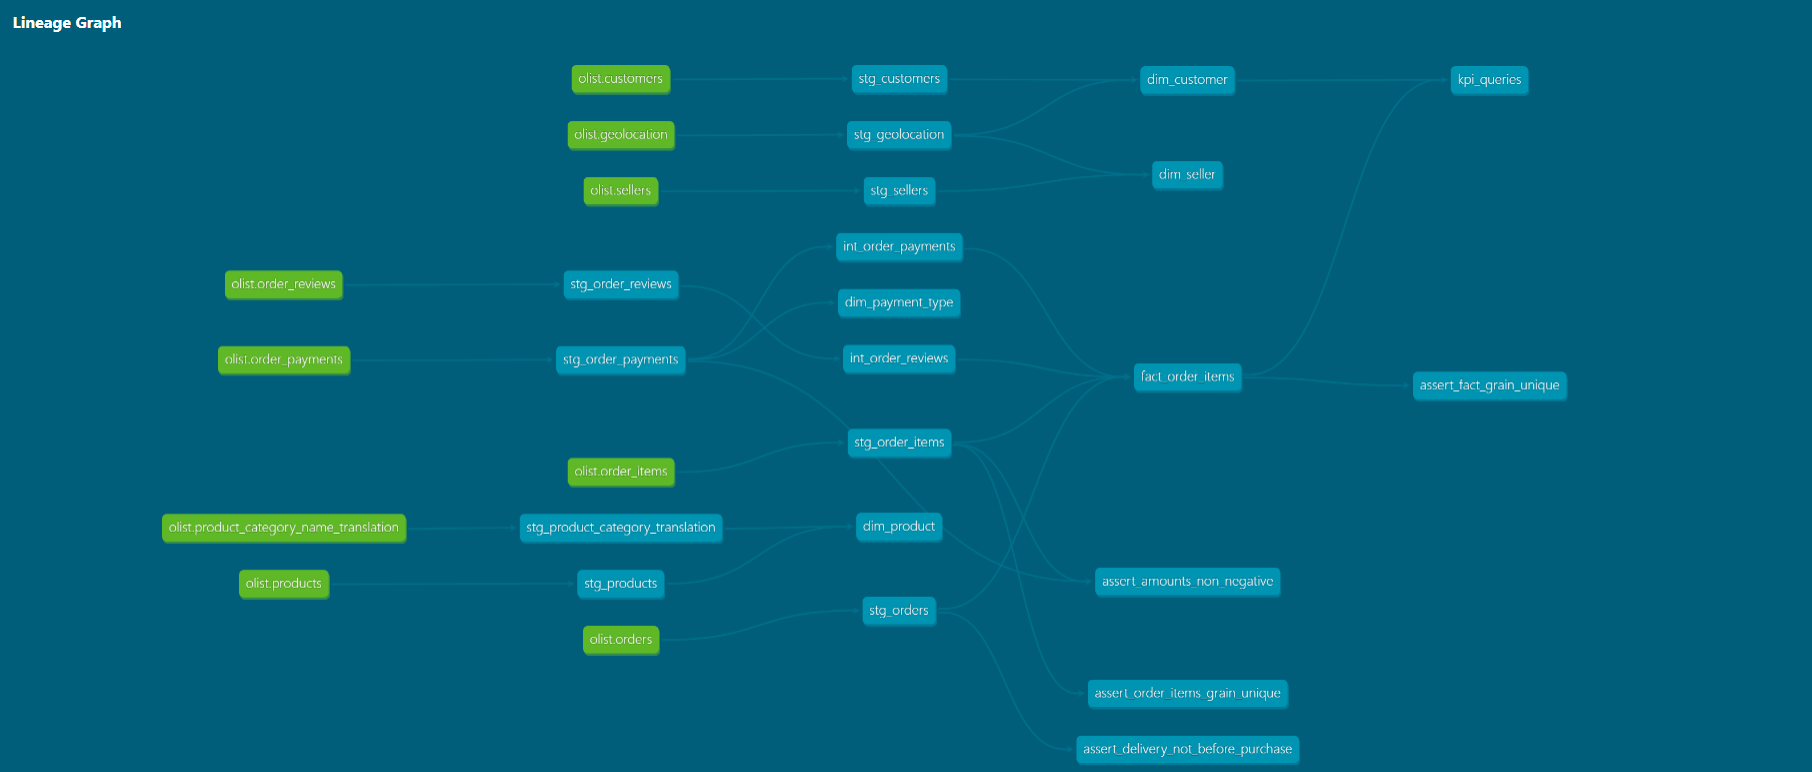 Lineage Graph
olist.customers
stg_customers
dim_customer
kpi_queries
olist.geolocation
stg_geolocation
dim_seller
olist.sellers
stg_sellers
int_order_payments
olist.order_reviews
stg_order_reviews
dim_payment_type
olist.order_payments
stg_order_payments
int_order_reviews
fact_order_items
assert_fact_grain_unique
stg_order_items
olist.order_items
olist.product_category_name_translation
stg_product_category_translation
dim_product
olist.products
stg_products
assert_amounts_non_negative
stg_orders
olist.orders
assert_order_items_grain_unique
assert_delivery_not_before_purchase